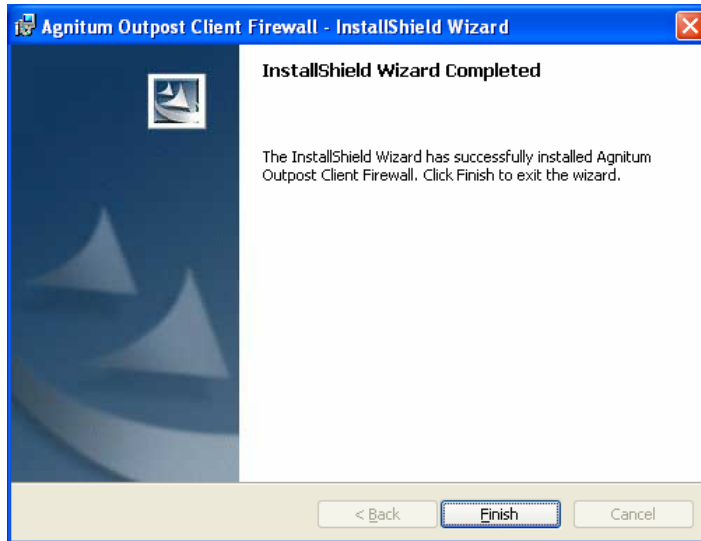 Agnitum Outpost Client Firewall - InstallShield Wizard
InstallShield Wizard Completed
The InstallShield Wizard has successfully installed Agnitum
Outpost Client Firewall. Click Finish to exit the wizard.
< Back
Finish
Cancel